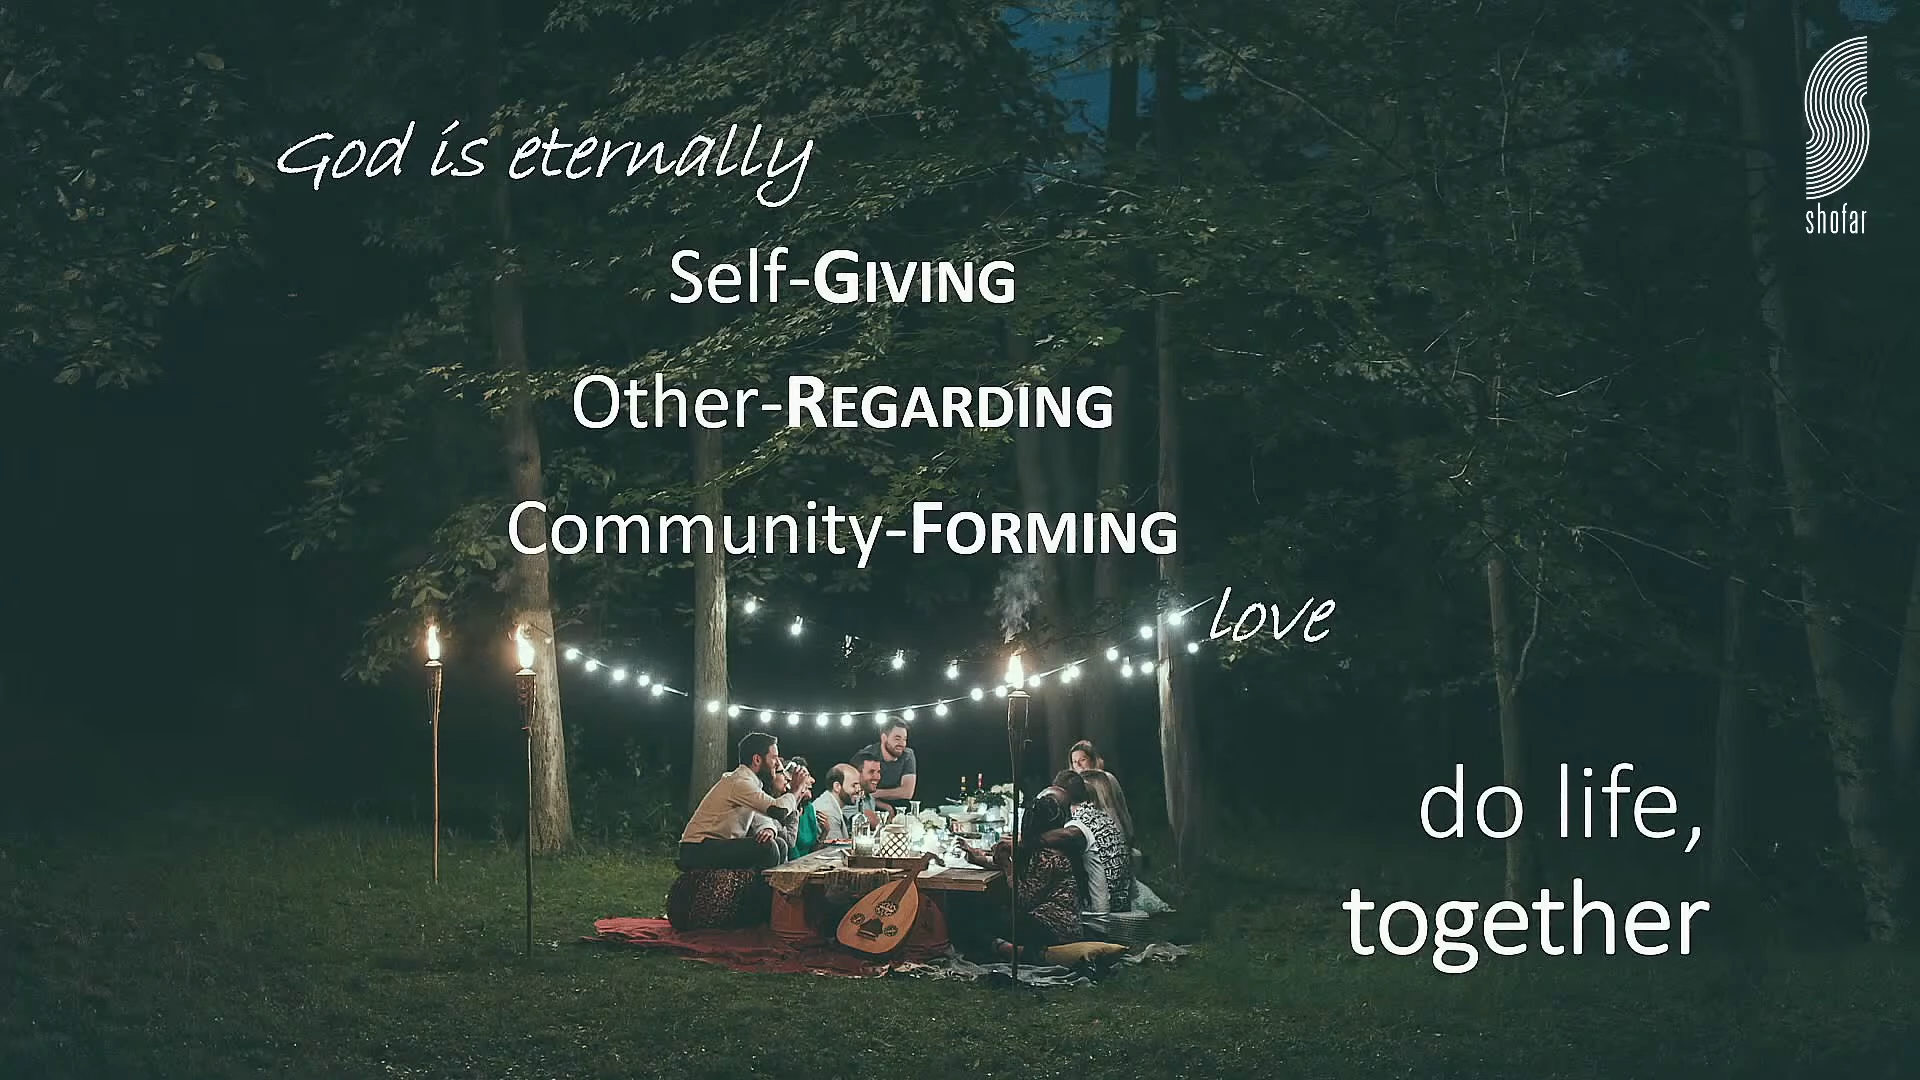 God is eternally
Self-GIVING
Other-REGARDING
Community-FORMING
love
do life,
together
shofar